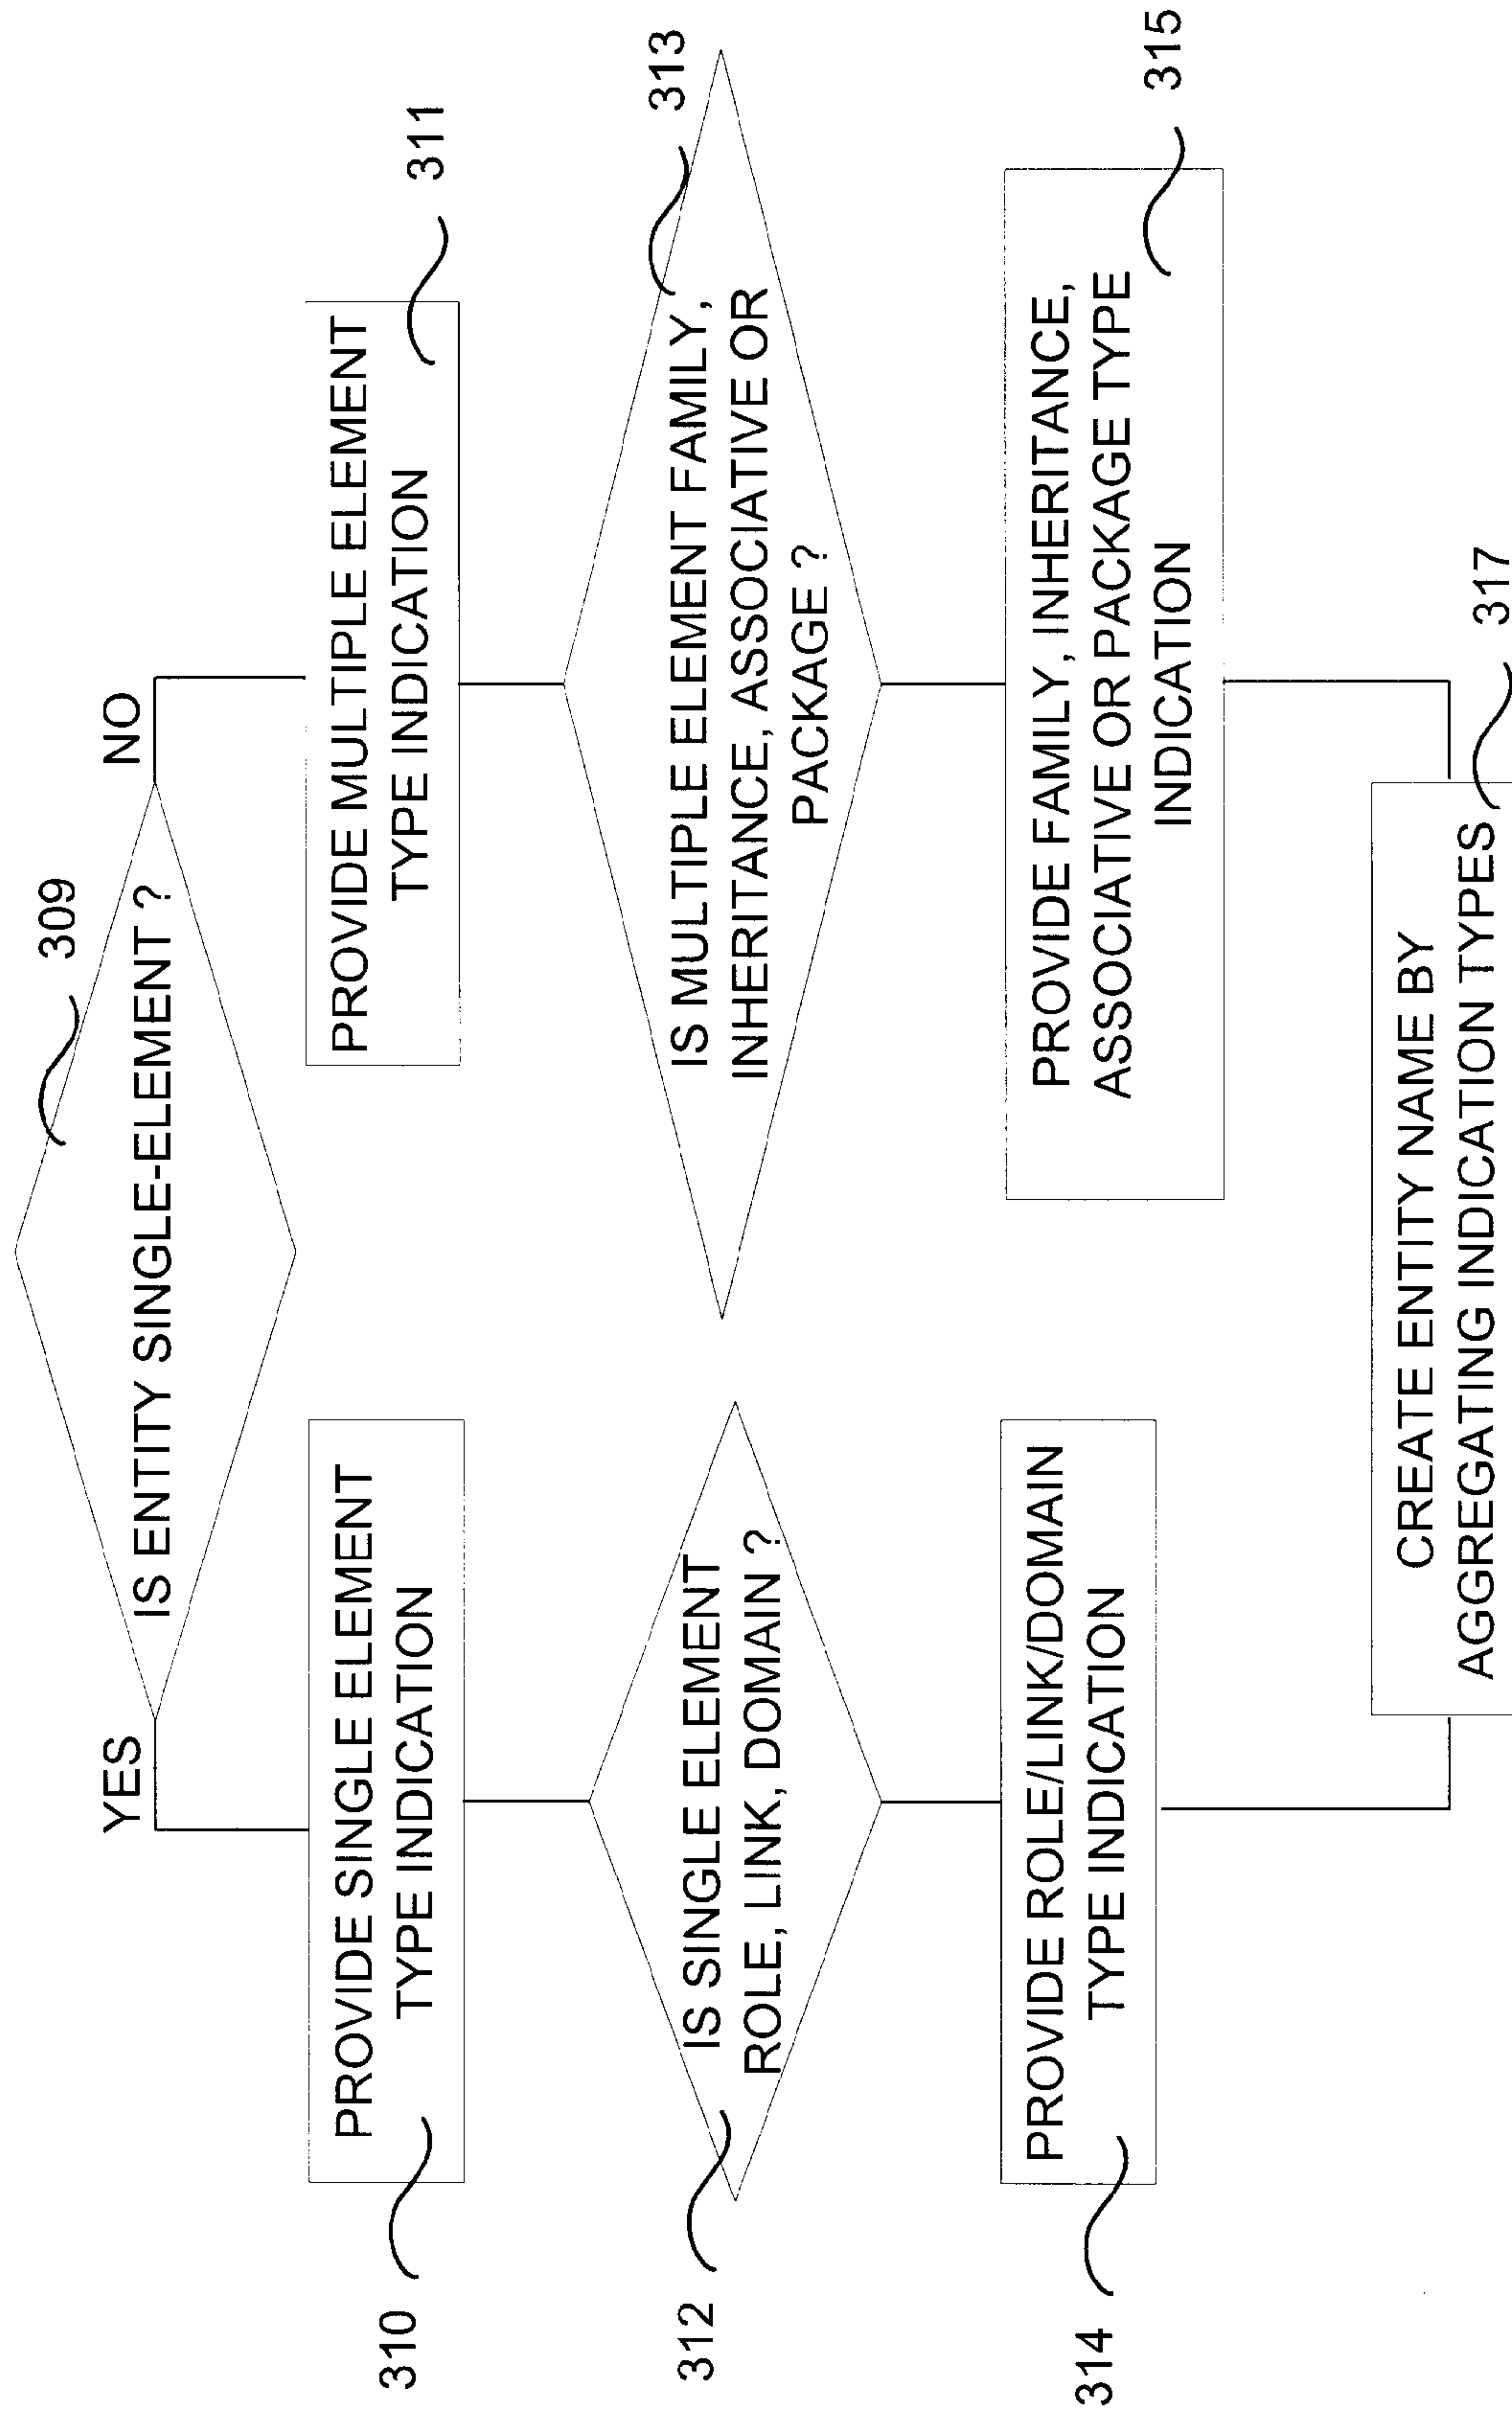 309
IS ENTITY SINGLE-ELEMENT ?
YES
NO
310
PROVIDE SINGLE ELEMENT
TYPE INDICATION
311
PROVIDE MULTIPLE ELEMENT
TYPE INDICATION
312
IS SINGLE ELEMENT
ROLE, LINK, DOMAIN ?
313
IS MULTIPLE ELEMENT FAMILY,
INHERITANCE, ASSOCIATIVE OR
PACKAGE ?
314
PROVIDE ROLE/LINK/DOMAIN
TYPE INDICATION
315
PROVIDE FAMILY, INHERITANCE,
ASSOCIATIVE OR PACKAGE TYPE
INDICATION
317
CREATE ENTITY NAME BY
AGGREGATING INDICATION TYPES